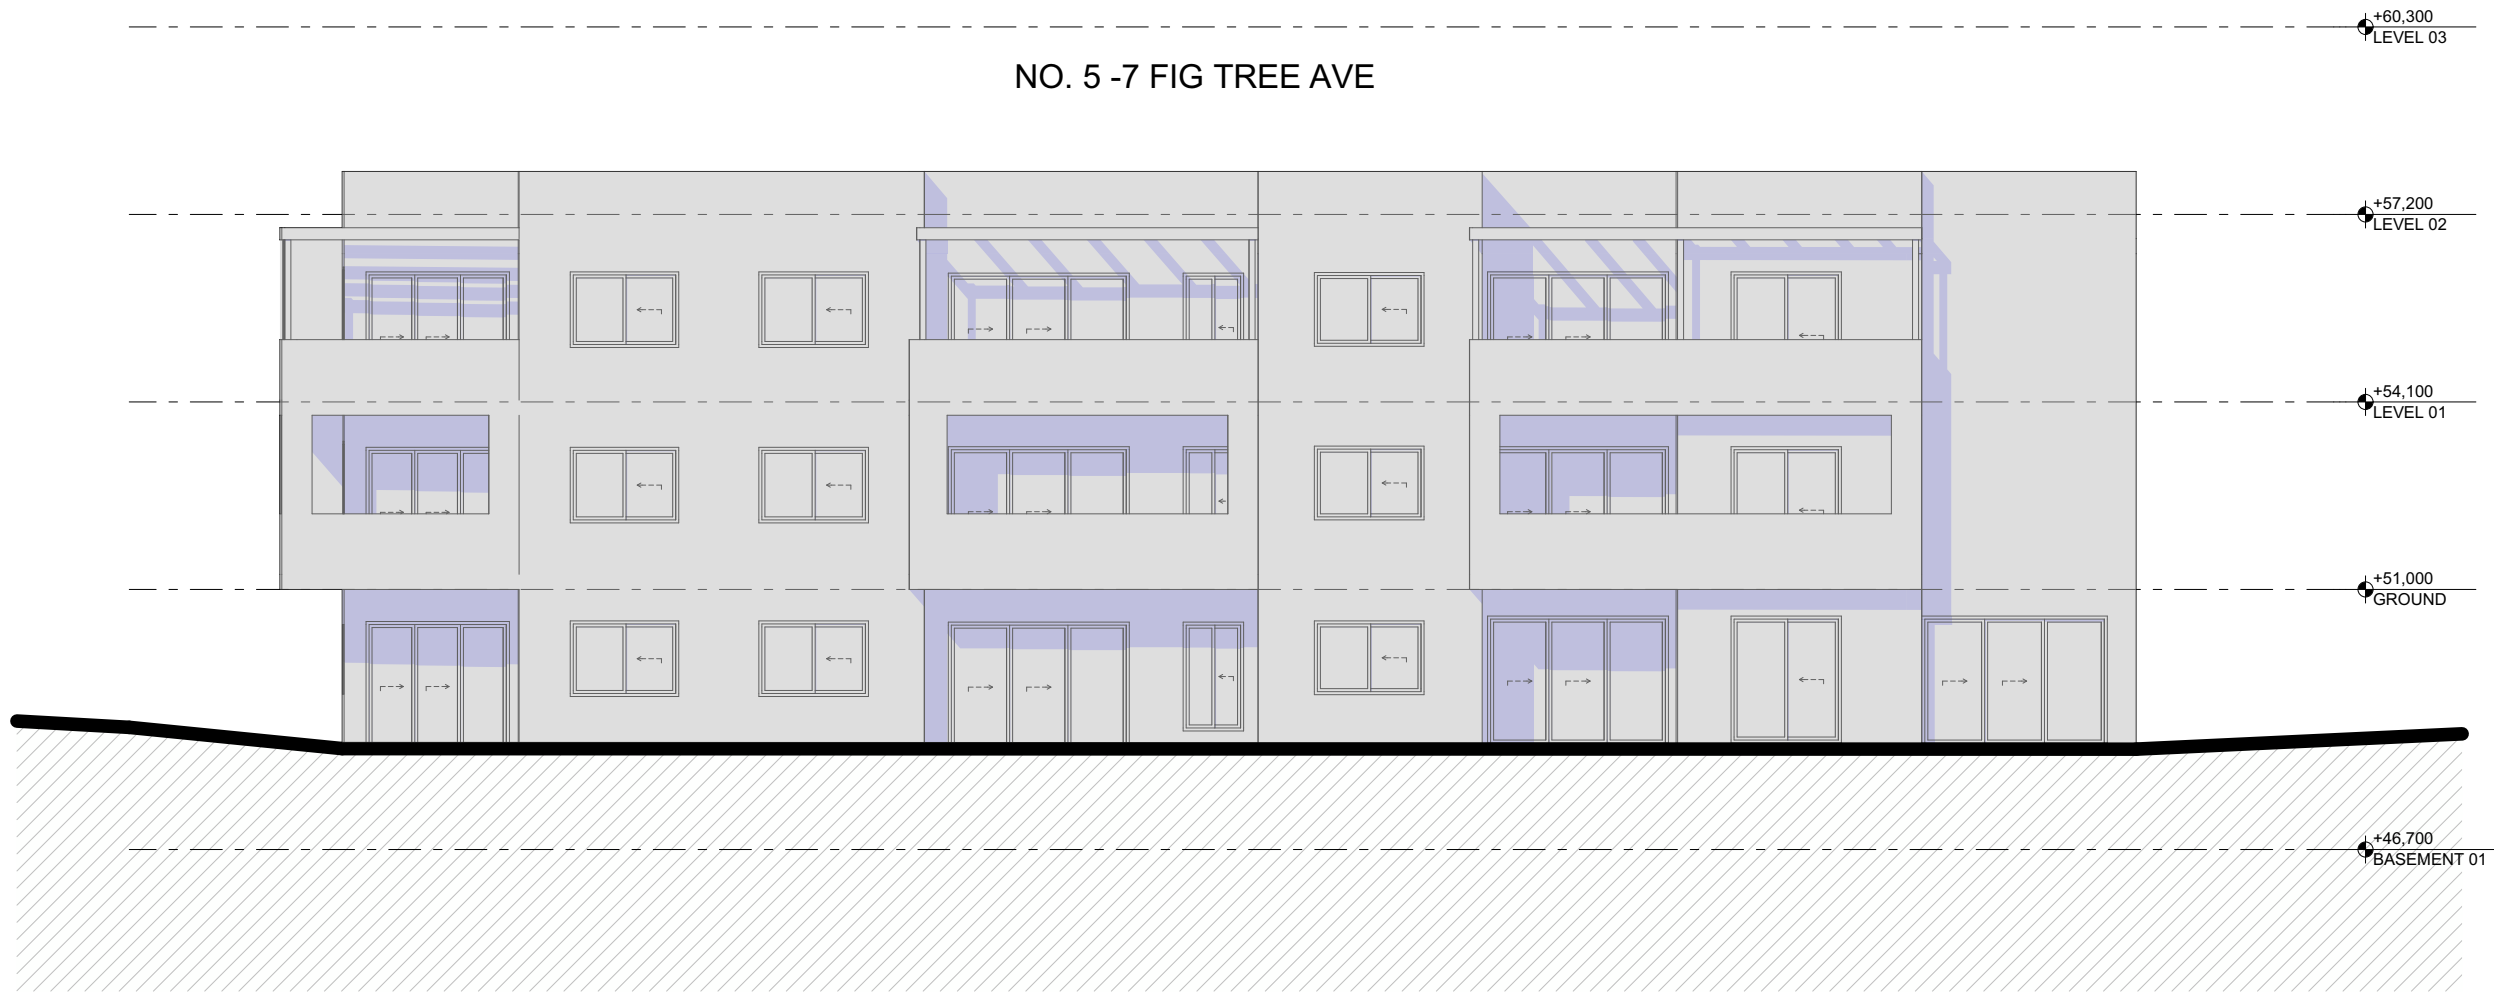 +60,300
LEVEL 03
NO. 5 -7 FIG TREE AVE
+57,200
LEVEL 02
+54,100
LEVEL 01
+51,000
GROUND
+46,700
BASEMENT 01